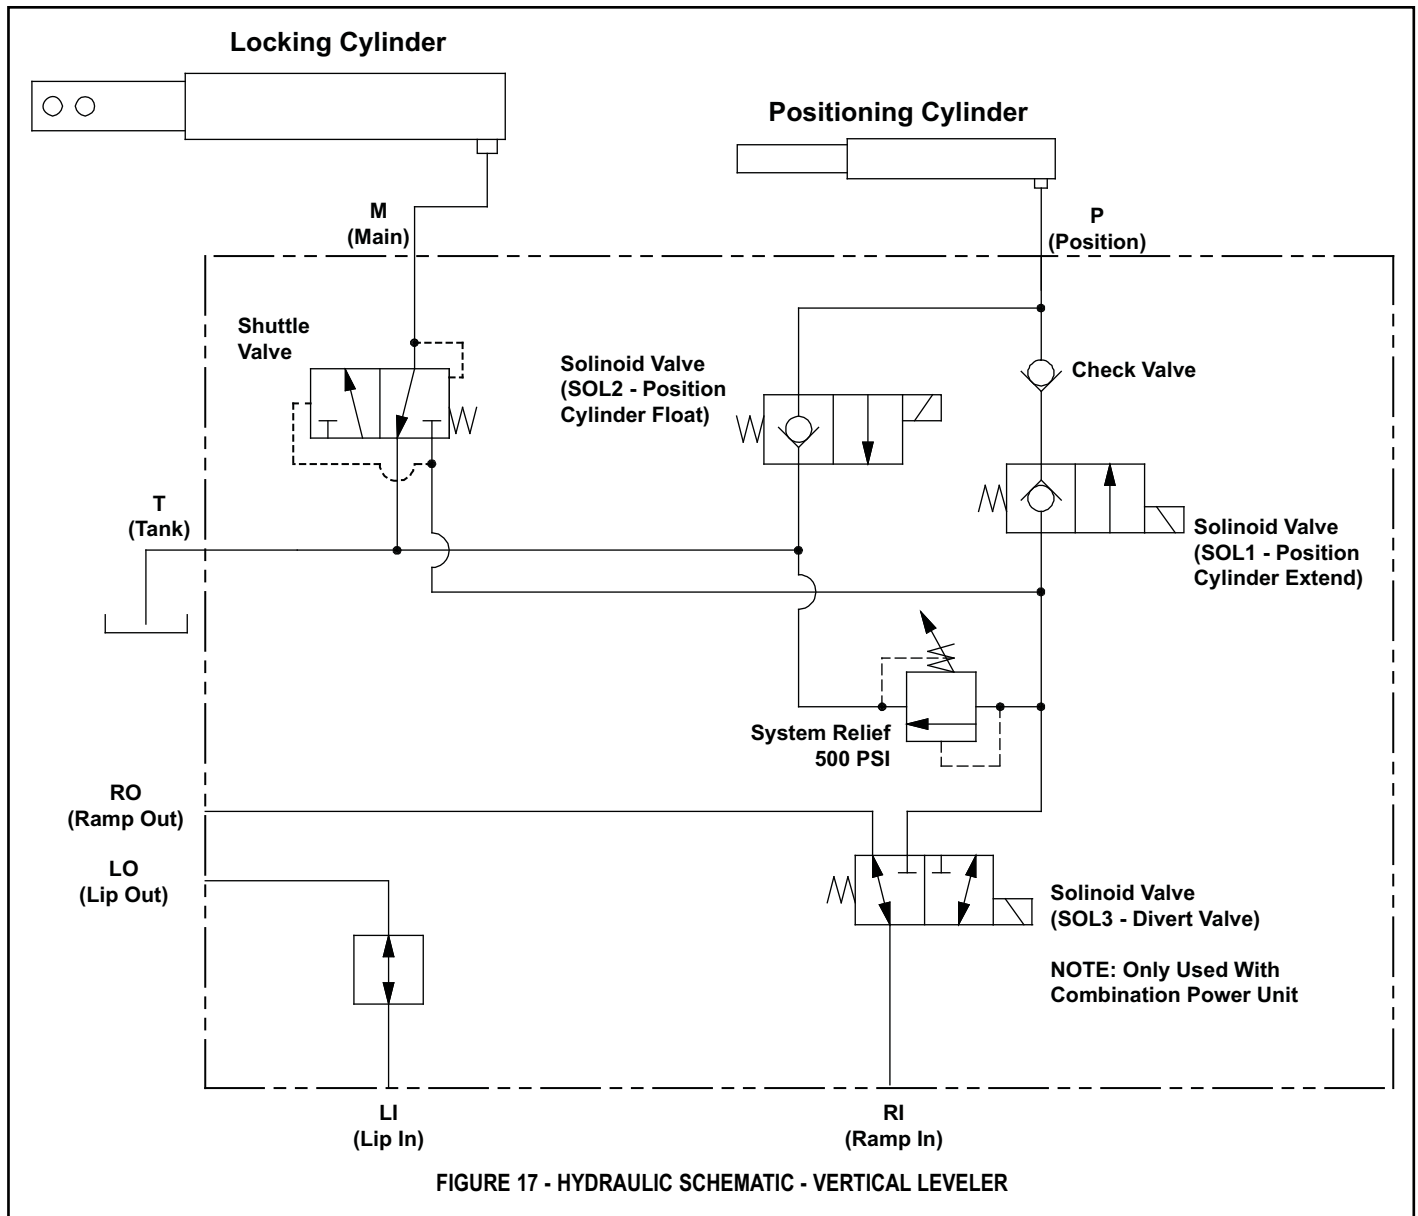 Locking Cylinder
Positioning Cylinder
M
(Main)
P
(Position)
Shuttle
Valve
Solinoid Valve
(SOL2 - Position
Cylinder Float)
Check Valve
T
(Tank)
Solinoid Valve
(SOL1 - Position
Cylinder Extend)
System Relief
500 PSI
RO
(Ramp Out)
LO
(Lip Out)
Solinoid Valve
(SOL3 - Divert Valve)
NOTE: Only Used With
Combination Power Unit
LI
(Lip In)
RI
(Ramp In)
FIGURE 17 - HYDRAULIC SCHEMATIC - VERTICAL LEVELER